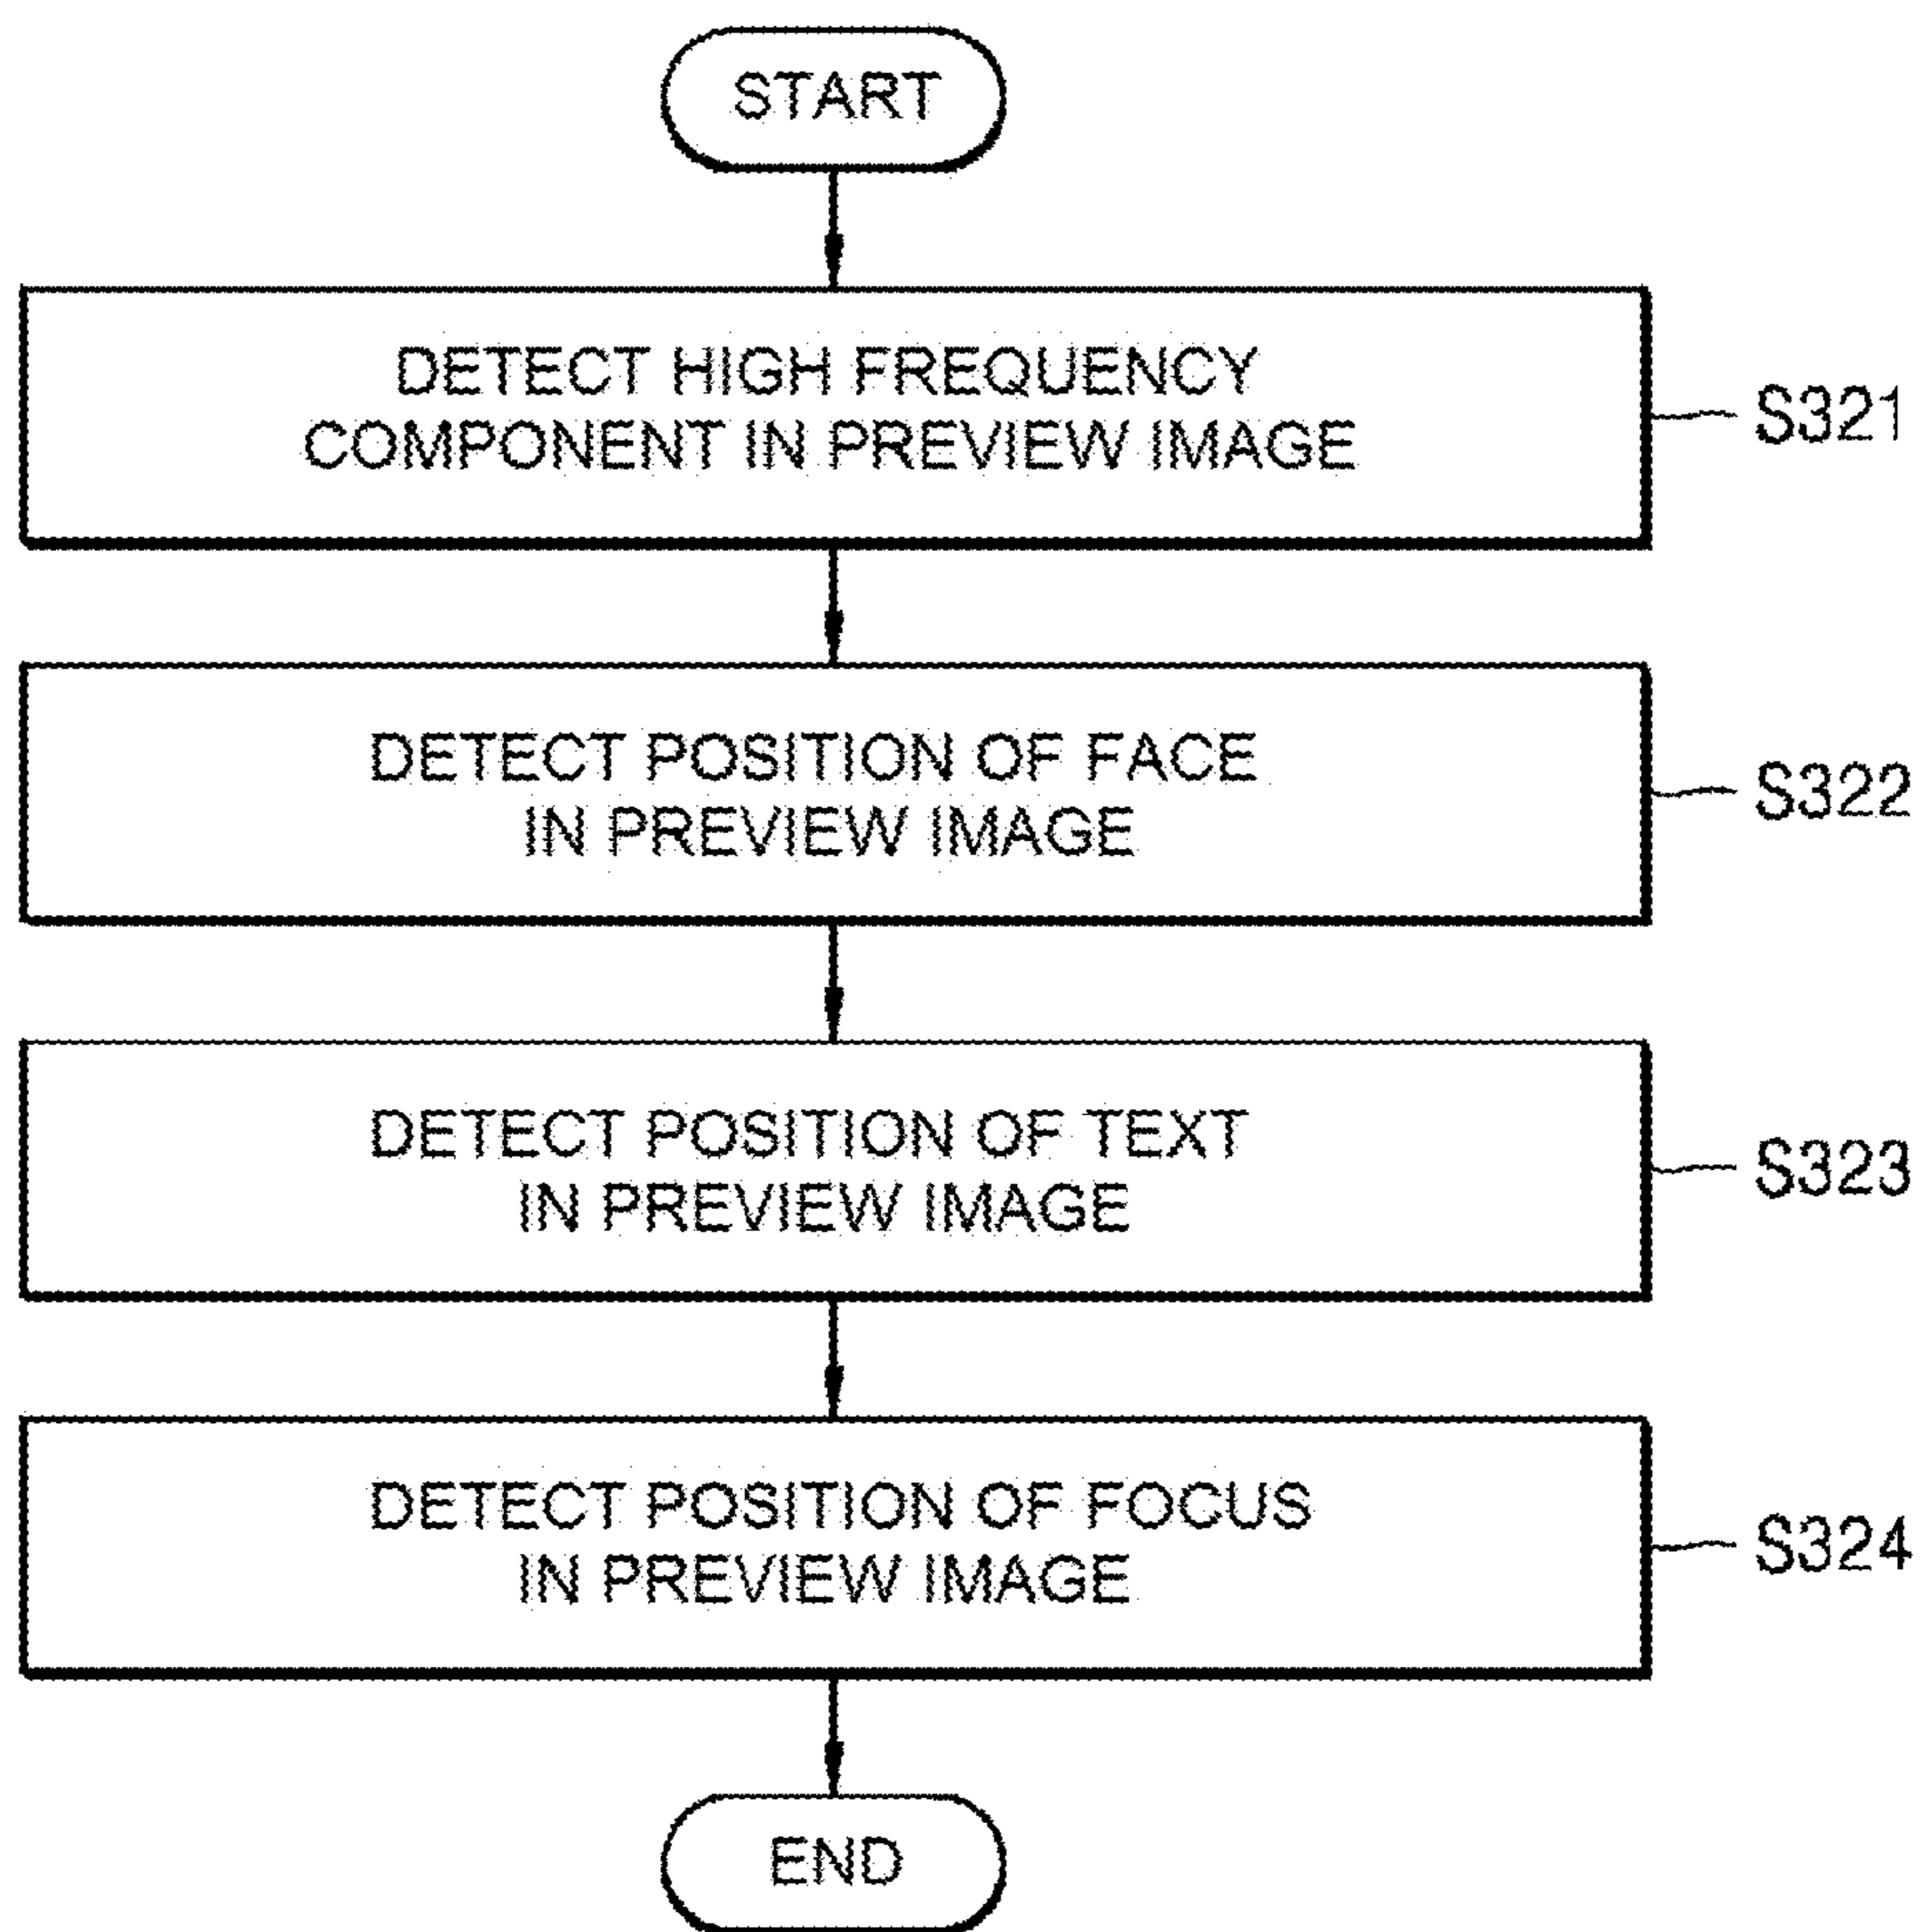 START
DETECT HIGH FREQUENCY
COMPONENT IN PREVIEW IMAGE
S321
DETECT POSITION OF FACE
IN PREVIEW IMAGE
S322
DETECT POSITION OF TEXT
IN PREVIEW IMAGE
S323
DETECT POSITION OF FOCUS
IN PREVIEW IMAGE
S324
END